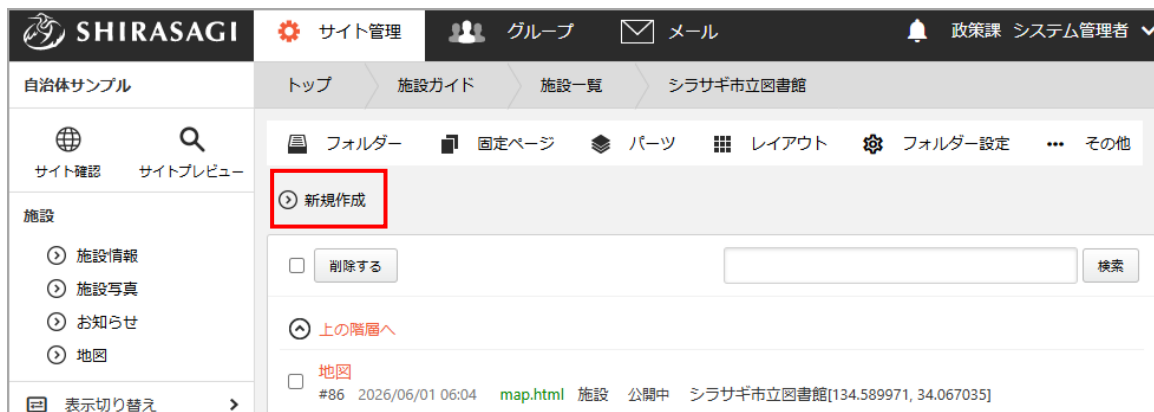 SHIRASAGI サイト管理 グループ メール 政策課 システム管理者
自治体サンプル トップ 施設ガイド 施設一覧 シラサギ市立図書館
サイト確認 サイトプレビュー フォルダー 固定ページ パーツ レイアウト フォルダー設定 ••• その他
新規作成
施設
施設情報
施設写真
お知らせ
地図
表示切り替え
削除する 検索
上の階層へ
地図
#86 2026/06/01 06:04 map.html 施設 公開中 シラサギ市立図書館[134.589971, 34.067035]